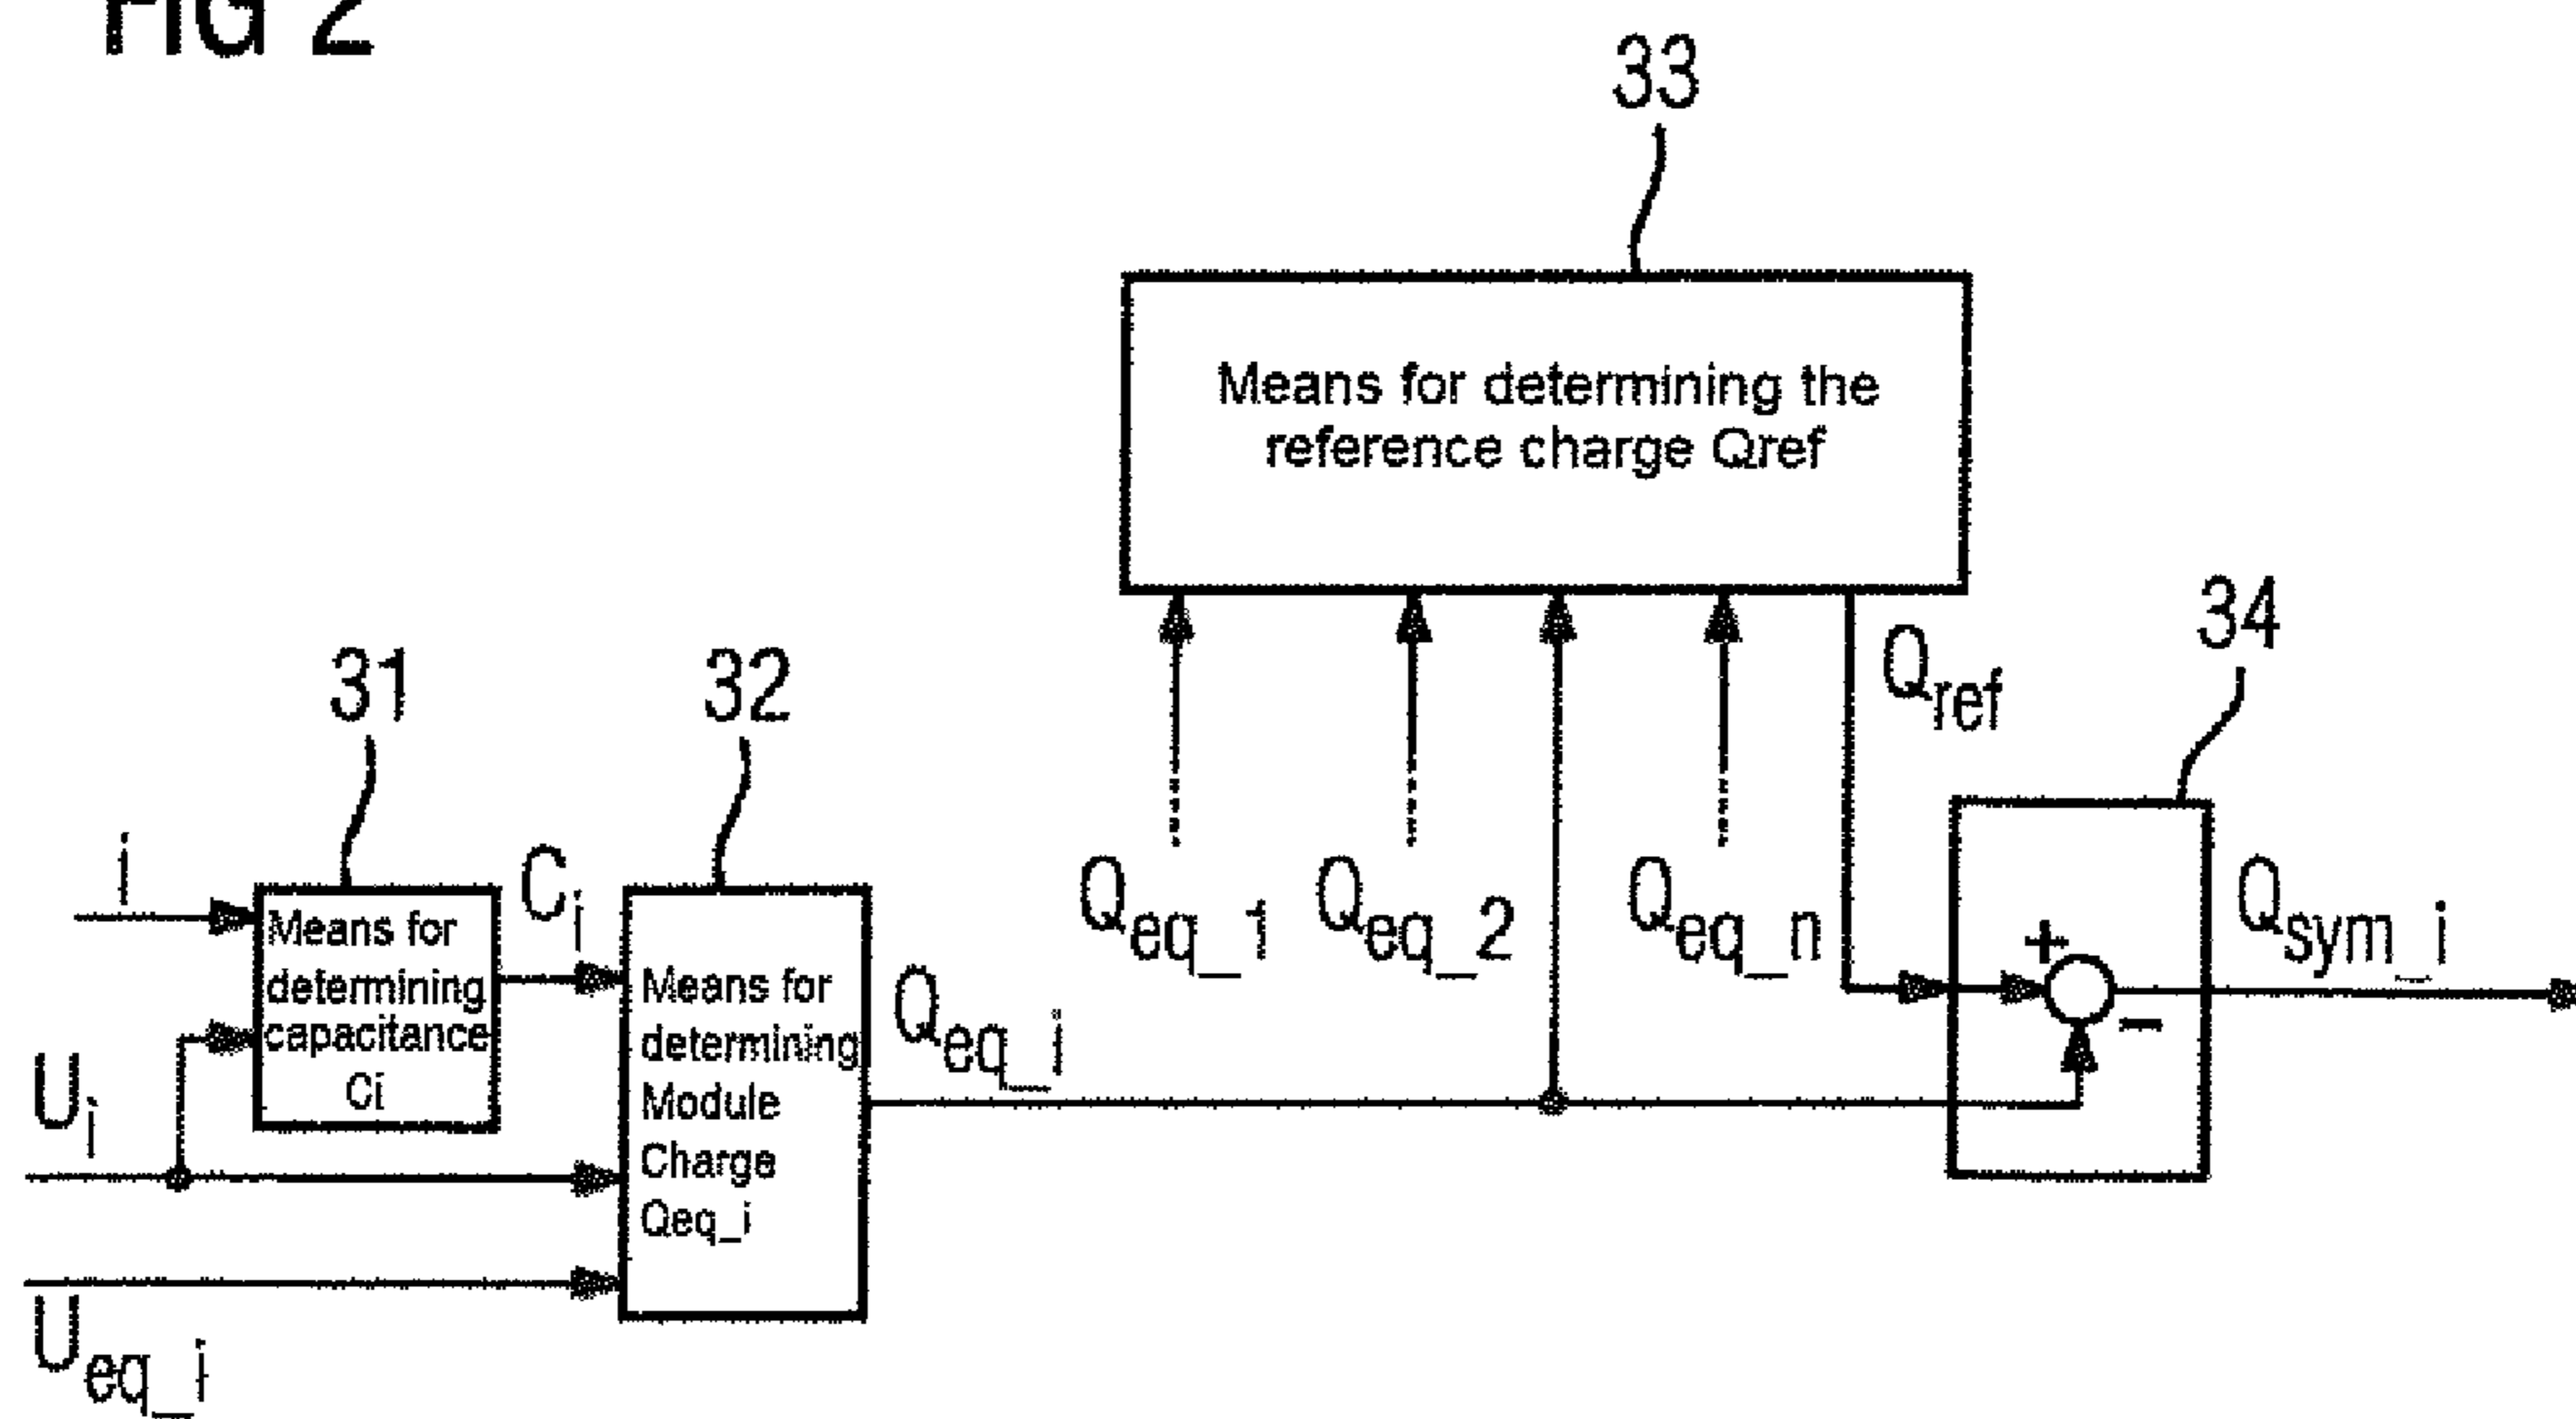 FIG 2
33
Means for determining the
reference charge Qref
34
31
32
Qref
i
Ci
Means for
determining
capacitance
Ci
Means for
determining
Module
Charge
Qeq_i
Qeq_i
Qeq_1
Qeq_2
Qeq_n
+
−
Qsym_i
Ui
Ueq_i